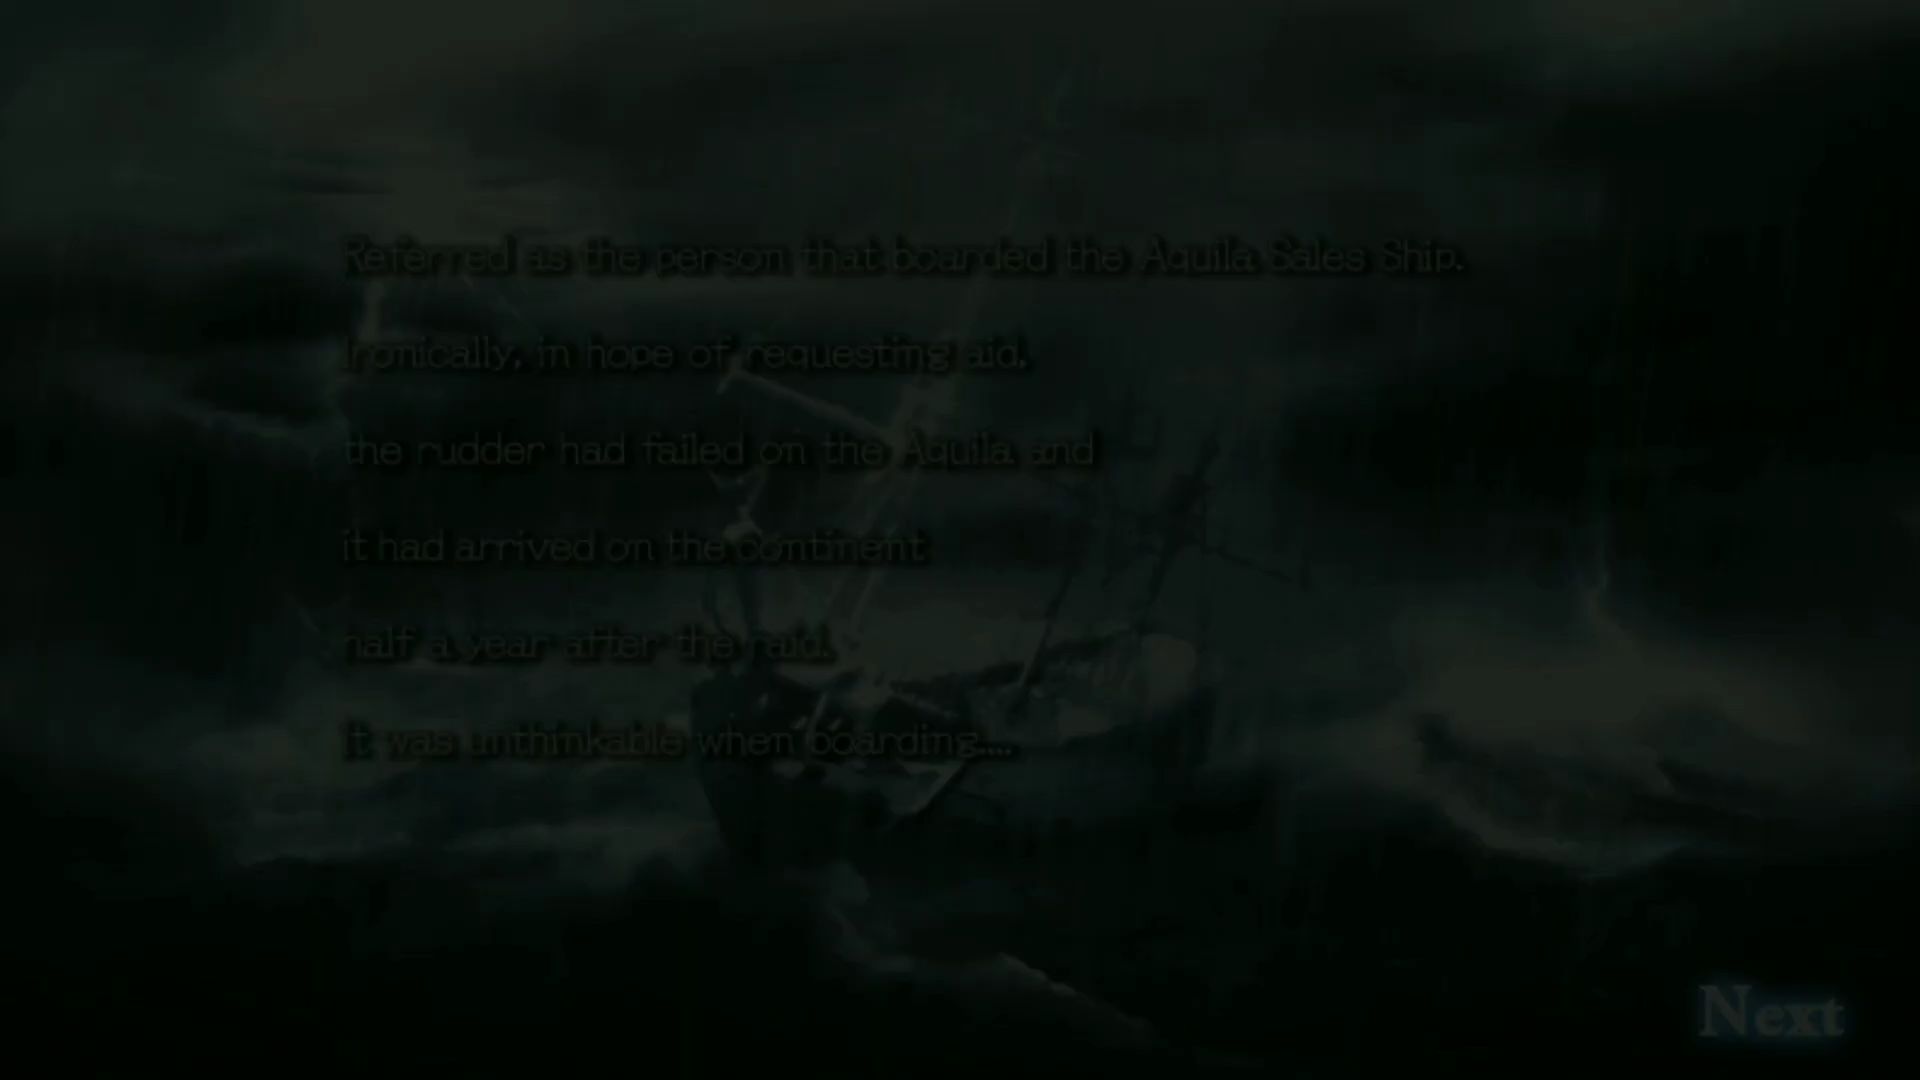 Referred as the person that boarded the Aquila Sales Ship.
Ironically, in hope of requesting aid,
the rudder had failed on the Aquila and
it had arrived on the continent
half a year after the raid.
It was unthinkable when boarding....
Next